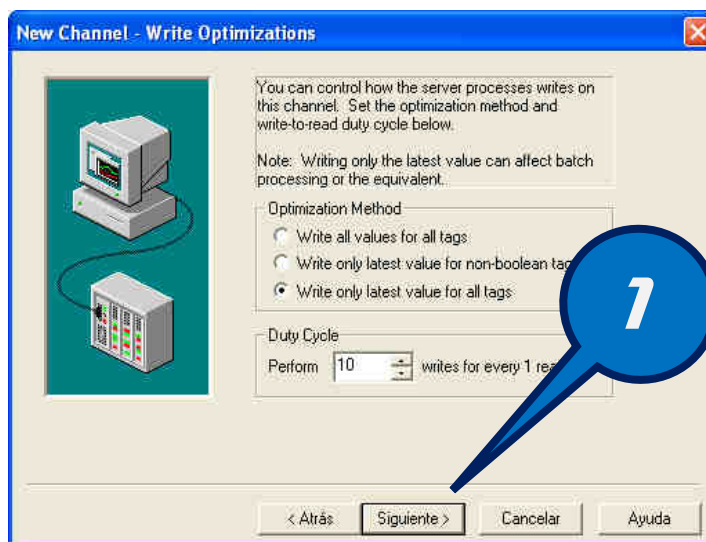 New Channel - Write Optimizations
You can control how the server processes writes on
this channel. Set the optimization method and
write-to-read duty cycle below.
Note: Writing only the latest value can affect batch
processing or the equivalent.
Optimization Method
Write all values for all tags
Write only latest value for non-boolean tag
Write only latest value for all tags
7
Duty Cycle
Perform 10 writes for every 1
< Atrás Siguiente > Cancelar Ayuda